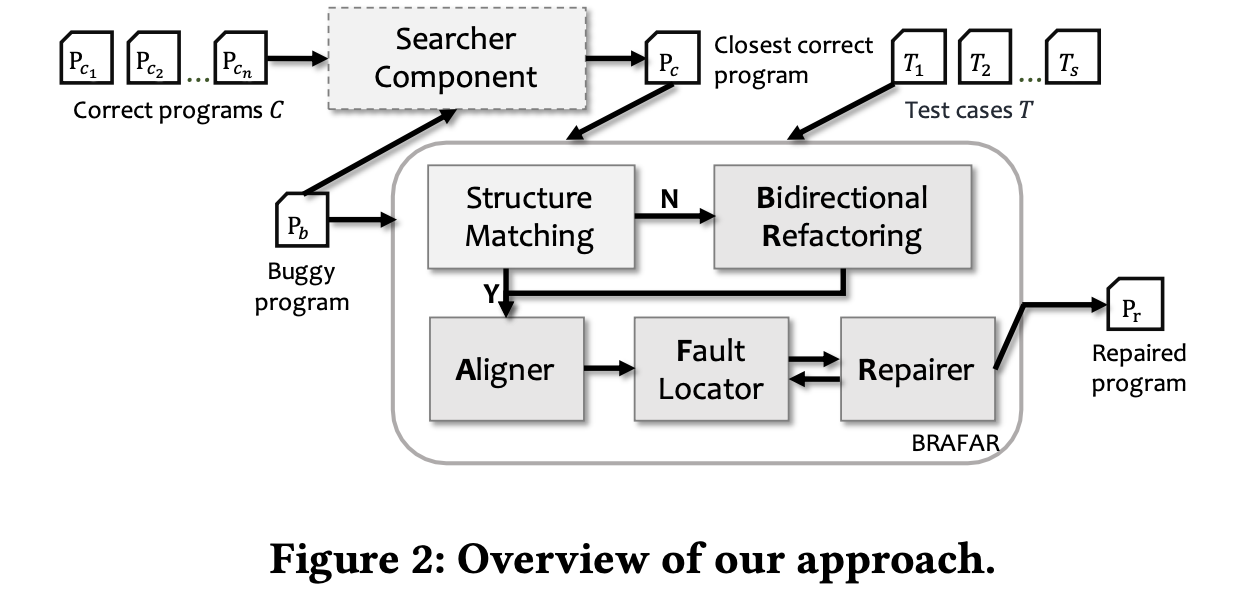 P_c1 P_c2 ... P_cn
Correct programs C
Searcher
Component
P_c
Closest correct
program
T_1 T_2 ... T_s
Test cases T
P_b
Buggy
program
Structure
Matching
N
Bidirectional
Refactoring
Y
Aligner
Fault
Locator
Repairer
BRAFAR
P_r
Repaired
program
Figure 2: Overview of our approach.